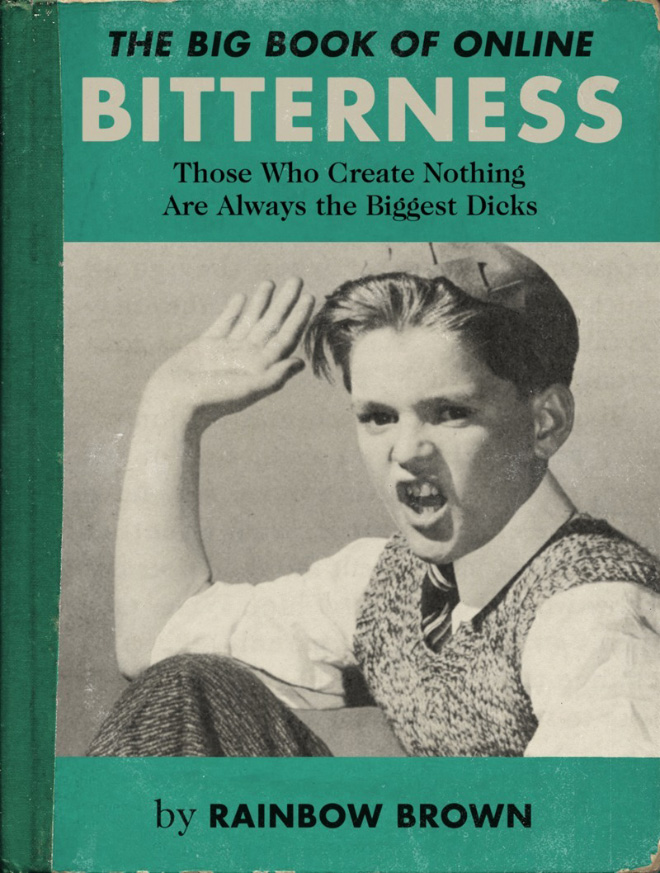 THE BIG BOOK OF ONLINE
BITTERNESS
Those Who Create Nothing
Are Always the Biggest Dicks
by RAINBOW BROWN